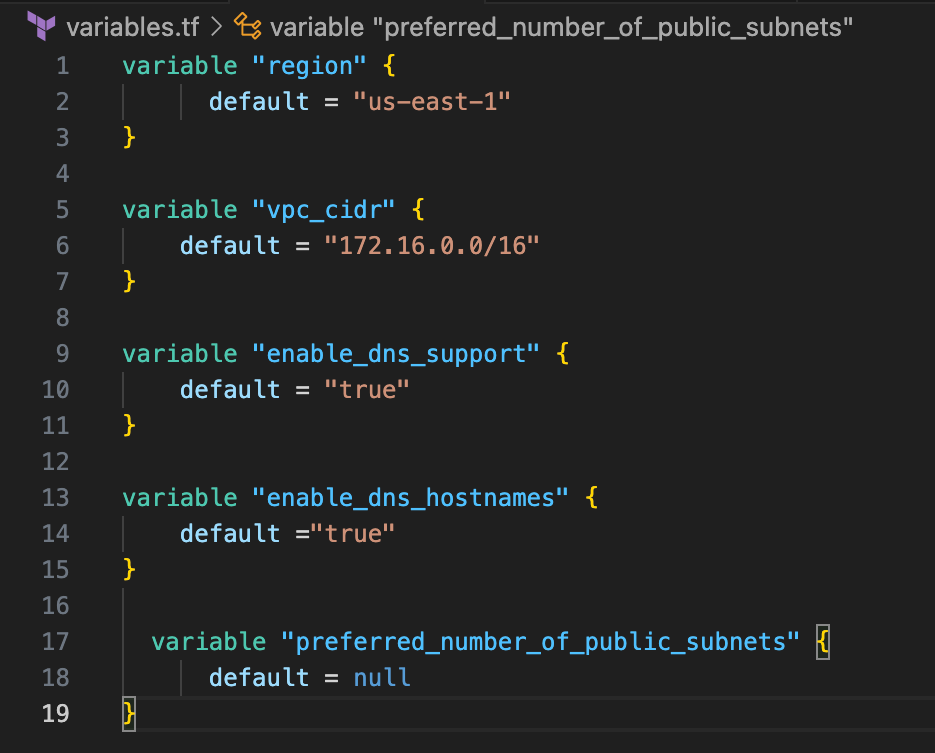 variables.tf > variable "preferred_number_of_public_subnets"
1 variable "region" {
2 default = "us-east-1"
3 }
4
5 variable "vpc_cidr" {
6 default = "172.16.0.0/16"
7 }
8
9 variable "enable_dns_support" {
10 default = "true"
11 }
12
13 variable "enable_dns_hostnames" {
14 default ="true"
15 }
16
17 variable "preferred_number_of_public_subnets" {
18 default = null
19 }